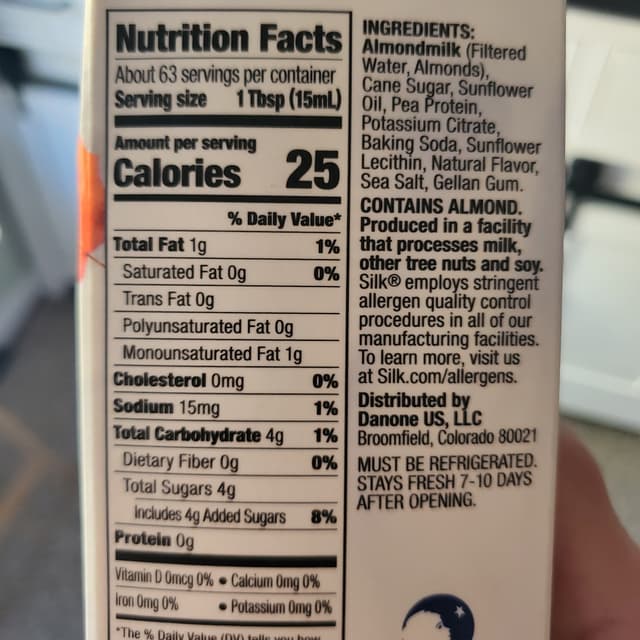 Nutrition Facts
About 63 servings per container
Serving size 1 Tbsp (15mL)
Amount per serving
Calories 25
% Daily Value*
Total Fat 1g 1%
Saturated Fat 0g 0%
Trans Fat 0g
Polyunsaturated Fat 0g
Monounsaturated Fat 1g
Cholesterol 0mg 0%
Sodium 15mg 1%
Total Carbohydrate 4g 1%
Dietary Fiber 0g 0%
Total Sugars 4g
Includes 4g Added Sugars 8%
Protein 0g
Vitamin D 0mcg 0% • Calcium 0mg 0%
Iron 0mg 0% • Potassium 0mg 0%
*The % Daily Value (DV) tells you how
INGREDIENTS:
Almondmilk (Filtered
Water, Almonds),
Cane Sugar, Sunflower
Oil, Pea Protein,
Potassium Citrate,
Baking Soda, Sunflower
Lecithin, Natural Flavor,
Sea Salt, Gellan Gum.
CONTAINS ALMOND.
Produced in a facility
that processes milk,
other tree nuts and soy.
Silk® employs stringent
allergen quality control
procedures in all of our
manufacturing facilities.
To learn more, visit us
at Silk.com/allergens.
Distributed by
Danone US, LLC
Broomfield, Colorado 80021
MUST BE REFRIGERATED.
STAYS FRESH 7-10 DAYS
AFTER OPENING.